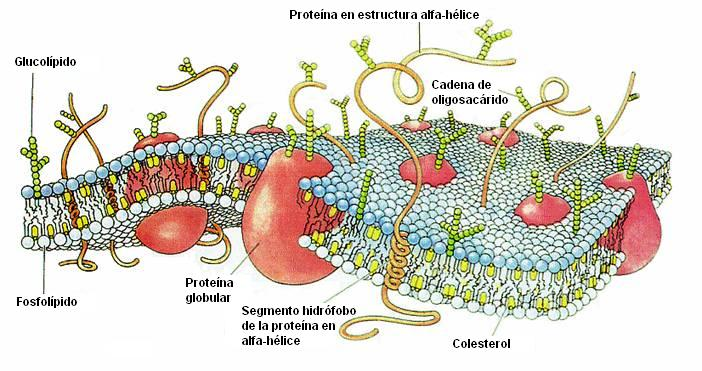 Proteína en estructura alfa-hélice
Glucolípido
Cadena de
oligosacárido
Proteína
globular
Fosfolípido
Segmento hidrófobo
de la proteína en
alfa-hélice
Colesterol